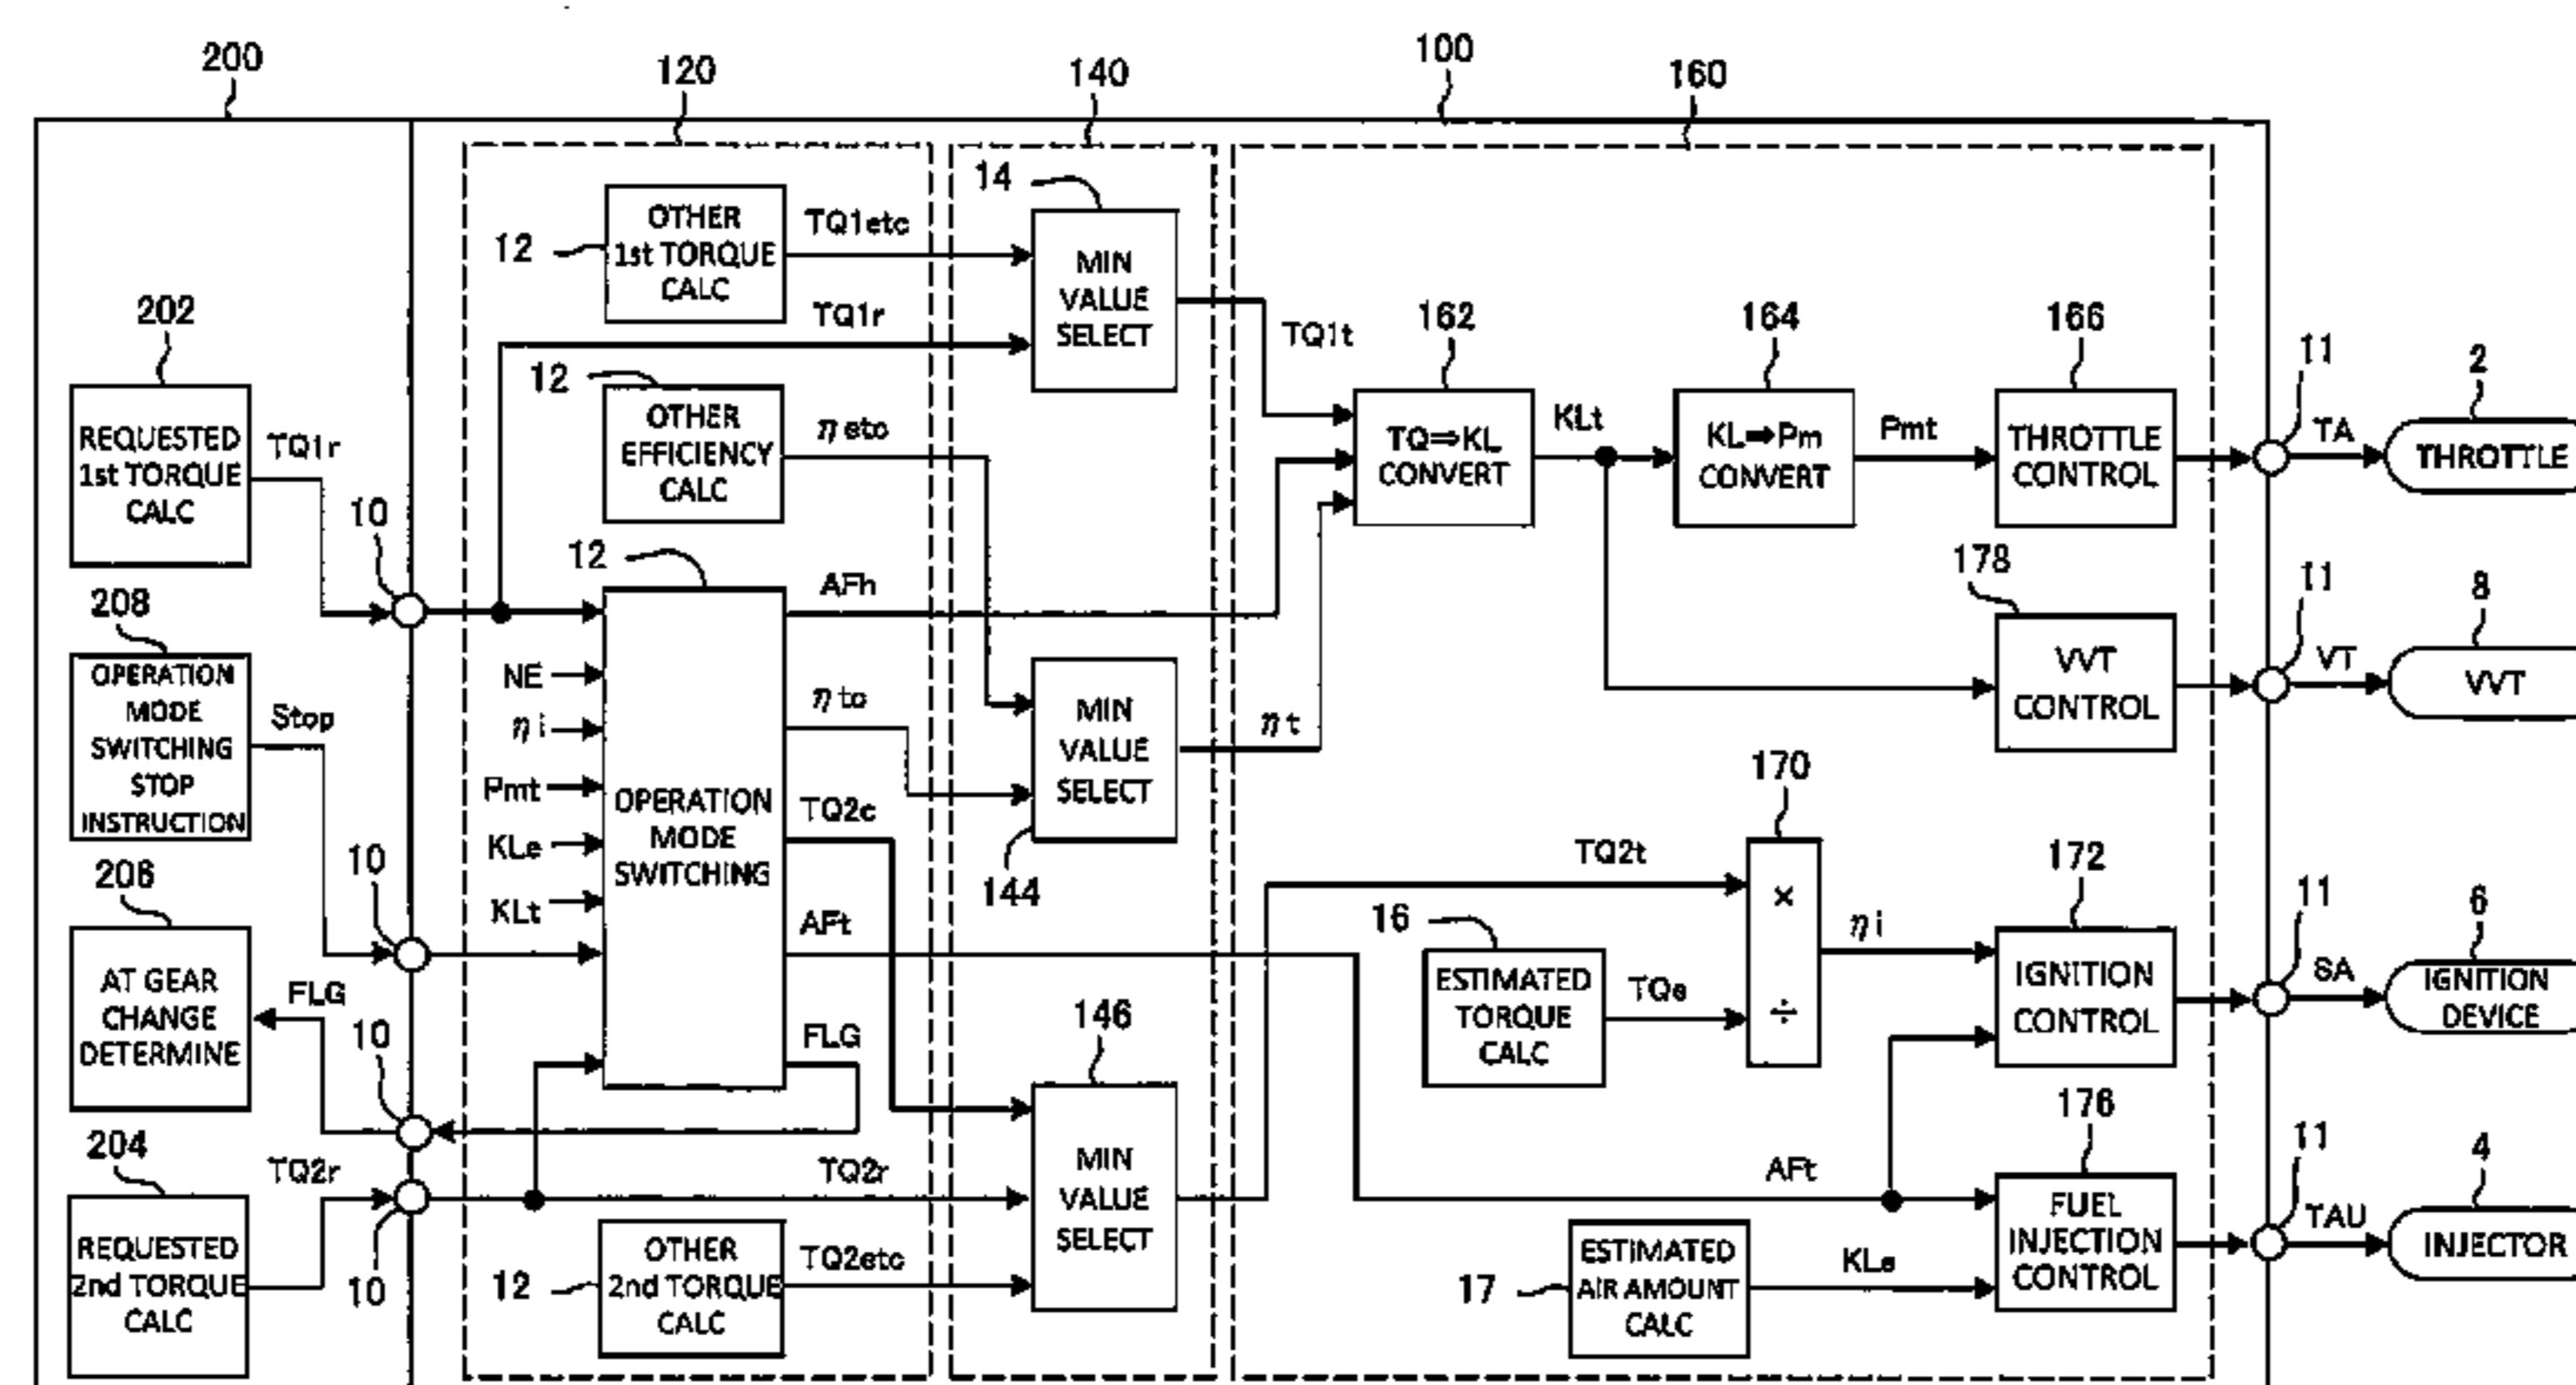 200
120
140
100
160
14
12
OTHER
1st TORQUE
CALC
TQ1etc
MIN
VALUE
SELECT
TQ1r
TQ1t
202
REQUESTED
1st TORQUE
CALC
TQ1r
10
12
OTHER
EFFICIENCY
CALC
ηetc
162
TQ⇒KL
CONVERT
KLt
164
KL➡Pm
CONVERT
Pmt
166
THROTTLE
CONTROL
11
TA
2
THROTTLE
12
AFh
208
OPERATION
MODE
SWITCHING
STOP
INSTRUCTION
Stop
NE
ηi
Pmt
KLe
KLt
OPERATION
MODE
SWITCHING
ηtc
TQ2c
AFt
FLG
MIN
VALUE
SELECT
144
ηt
178
VVT
CONTROL
11
VT
8
VVT
170
×
÷
TQ2t
16
ESTIMATED
TORQUE
CALC
TQe
ηi
172
IGNITION
CONTROL
11
SA
6
IGNITION
DEVICE
206
AT GEAR
CHANGE
DETERMINE
FLG
10
10
146
MIN
VALUE
SELECT
204
REQUESTED
2nd TORQUE
CALC
TQ2r
10
TQ2r
12
OTHER
2nd TORQUE
CALC
TQ2etc
AFt
176
FUEL
INJECTION
CONTROL
17
ESTIMATED
AIR AMOUNT
CALC
KLe
11
TAU
4
INJECTOR